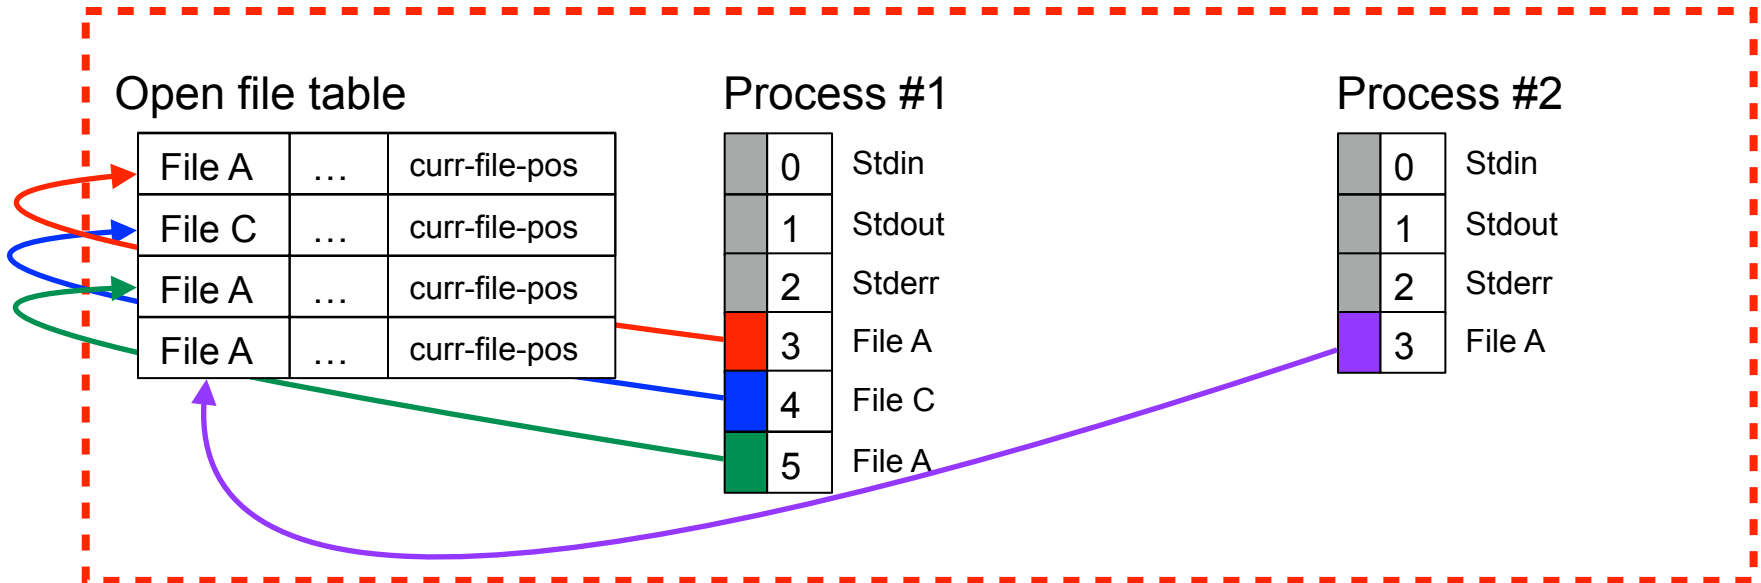 Open file table
File A … curr-file-pos
File C … curr-file-pos
File A … curr-file-pos
File A … curr-file-pos
Process #1
0 Stdin
1 Stdout
2 Stderr
3 File A
4 File C
5 File A
Process #2
0 Stdin
1 Stdout
2 Stderr
3 File A